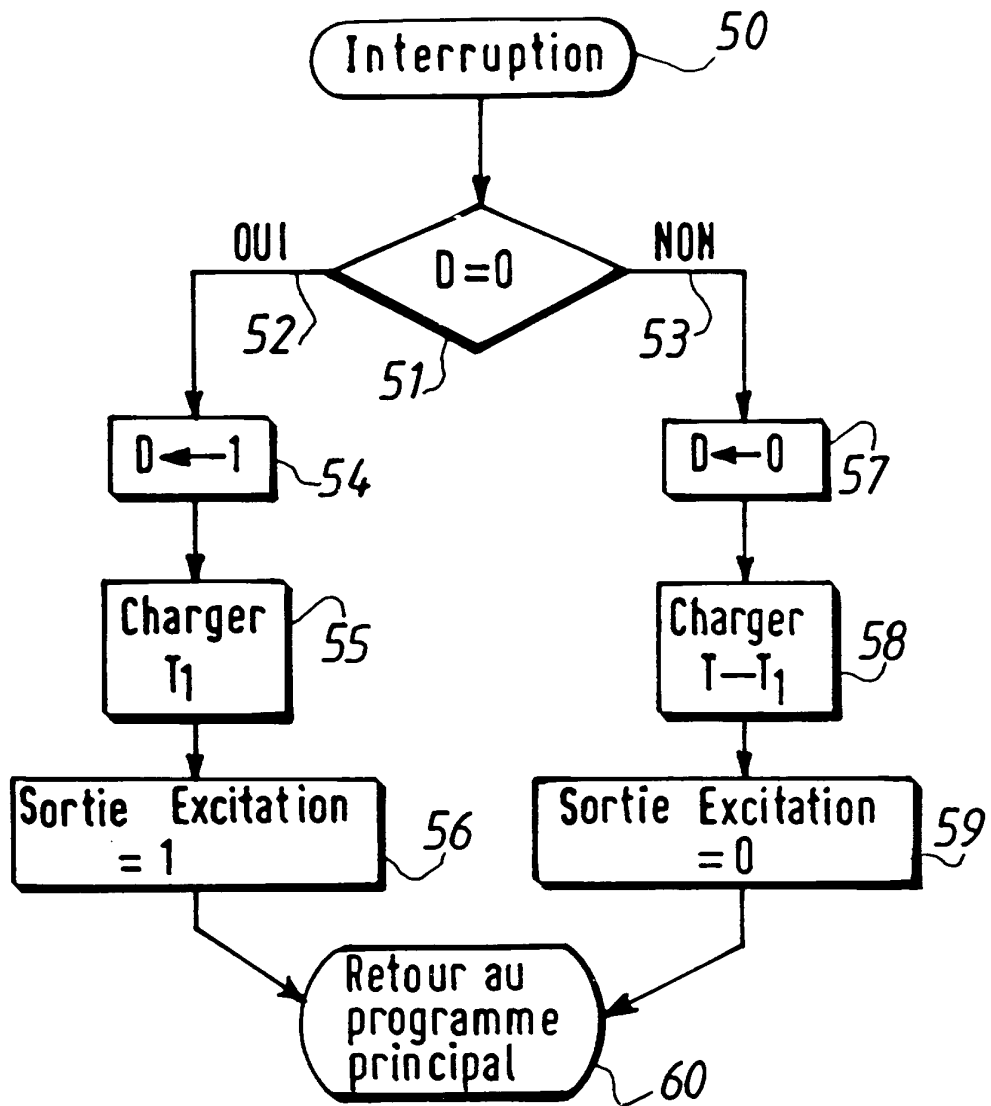 Interruption
50
OUI
NON
D=0
52
51
53
D←1
54
D←0
57
Charger
T1
55
Charger
T—T1
58
Sortie Excitation
= 1
56
Sortie Excitation
=0
59
Retour au
programme
principal
60